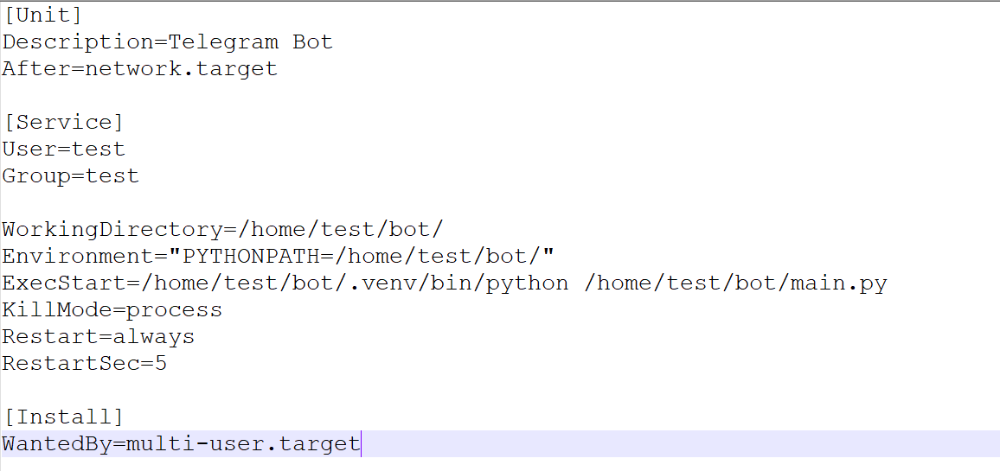 [Unit]
Description=Telegram Bot
After=network.target
[Service]
User=test
Group=test
WorkingDirectory=/home/test/bot/
Environment="PYTHONPATH=/home/test/bot/"
ExecStart=/home/test/bot/.venv/bin/python /home/test/bot/main.py
KillMode=process
Restart=always
RestartSec=5
[Install]
WantedBy=multi-user.target